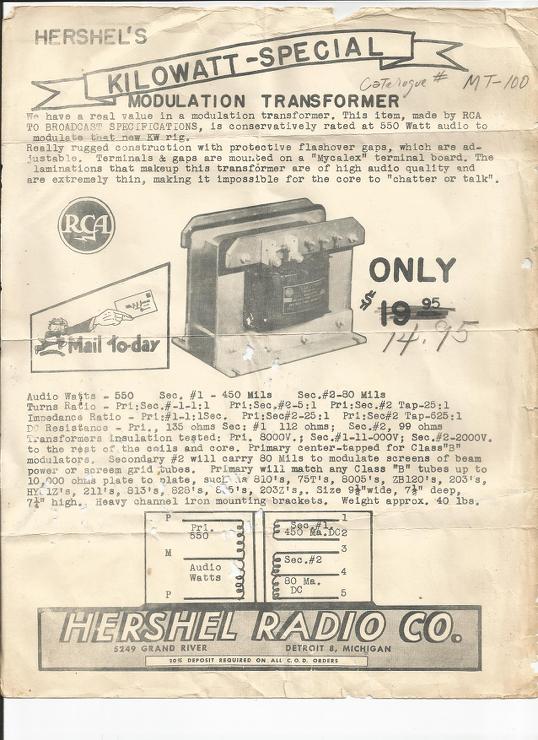 HERSHEL'S
KILOWATT-SPECIAL
Catalogue # MT-100
MODULATION TRANSFORMER
We have a real value in a modulation transformer. This item, made by RCA
TO BROADCAST SPECIFICATIONS, is conservatively rated at 550 Watt audio to
modulate that new KW rig.
Really rugged construction with protective flashover gaps, which are ad-
justable. Terminals & gaps are mounted on a "Mycalex" terminal board. The
laminations that makeup this transformer are of high audio quality and
are extremely thin, making it impossible for the core to "chatter or talk".
RCA
ONLY
$19 95
14.95
Mail to-day
Audio Watts - 550 Sec. #1 - 450 Mils Sec.#2-80 Mils
Turns Ratio - Pri:Sec.#-1-1:1 Pri:Sec.#2-5:1 Pri:Sec.#2 Tap-25:1
Impedance Ratio - Pri:#1-1:1Sec. Pri:Sec#2-25:1 Pri:Sec#2 Tap-625:1
DC Resistance - Pri., 135 ohms Sec: #1 112 ohms; Sec.#2, 99 ohms
Transformers insulation tested: Pri. 8000V.; Sec.#1-11-000V; Sec.#2-2000V.
to the rest of the coils and core. Primary center-tapped for Class"B"
modulators. Secondary #2 will carry 80 Mils to modulate screens of beam
power or screen grid tubes. Primary will match any Class "B" tubes up to
10,000 ohms plate to plate, such as 810's, 75T's, 8005's, ZB120's, 203's,
211's, 813's, 828's, 203Z's,. Size wide, deep,
high. Heavy channel iron mounting brackets. Weight approx. 40 lbs.
P Pri. 550 Sec.#1. 450 Ma.DC 1
2
M 3
Audio Watts Sec.#2 4
80 Ma. DC
P 5
HERSHEL RADIO CO.
5249 GRAND RIVER DETROIT 8, MICHIGAN
20% DEPOSIT REQUIRED ON ALL C.O.D. ORDERS